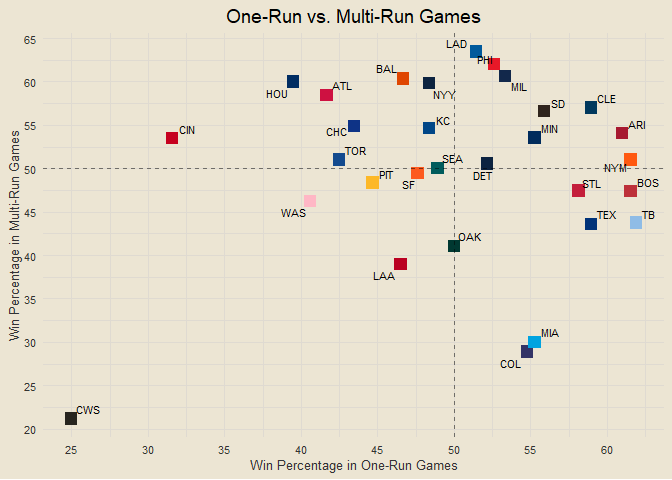 One-Run vs. Multi-Run Games
Win Percentage in Multi-Run Games
65
60
55
50
45
40
35
30
25
20
LAD
PHI
BAL
MIL
HOU
ATL
NYY
SD
CLE
CIN
CHC
KC
MIN
ARI
TOR
SEA
DET
NYM
PIT
SF
STL
BOS
WAS
TEX
TB
OAK
LAA
MIA
COL
CWS
25
30
35
40
45
50
55
60
Win Percentage in One-Run Games